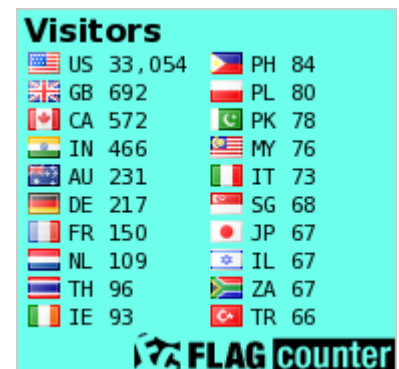 Visitors
US 33,054
GB 692
CA 572
IN 466
AU 231
DE 217
FR 150
NL 109
TH 96
IE 93
PH 84
PL 80
PK 78
MY 76
IT 73
SG 68
JP 67
IL 67
ZA 67
TR 66
FLAG counter